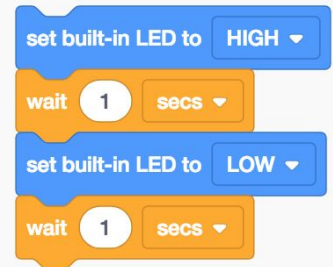 set built-in LED to HIGH
wait 1 secs
set built-in LED to LOW
wait 1 secs